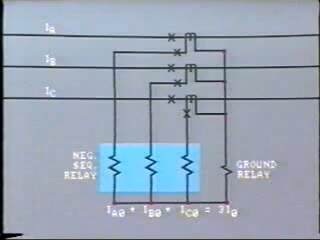 IA
IB
IC
NEG.
SEQ.
RELAY
GROUND
RELAY
IA0 + IB0 + IC0 = 3I0